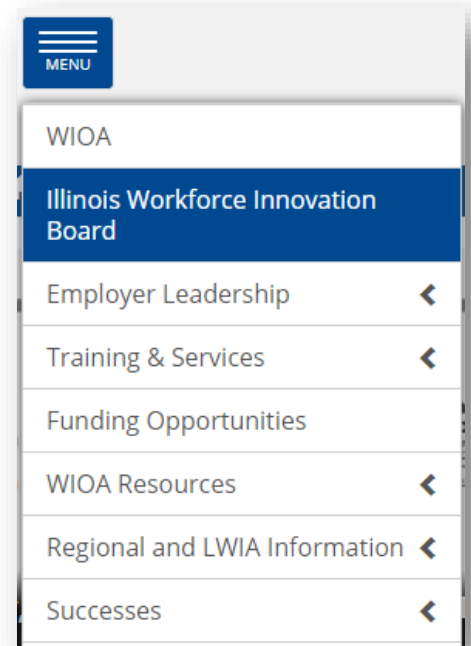 MENU
WIOA
Illinois Workforce Innovation
Board
Employer Leadership
Training & Services
Funding Opportunities
WIOA Resources
Regional and LWIA Information
Successes